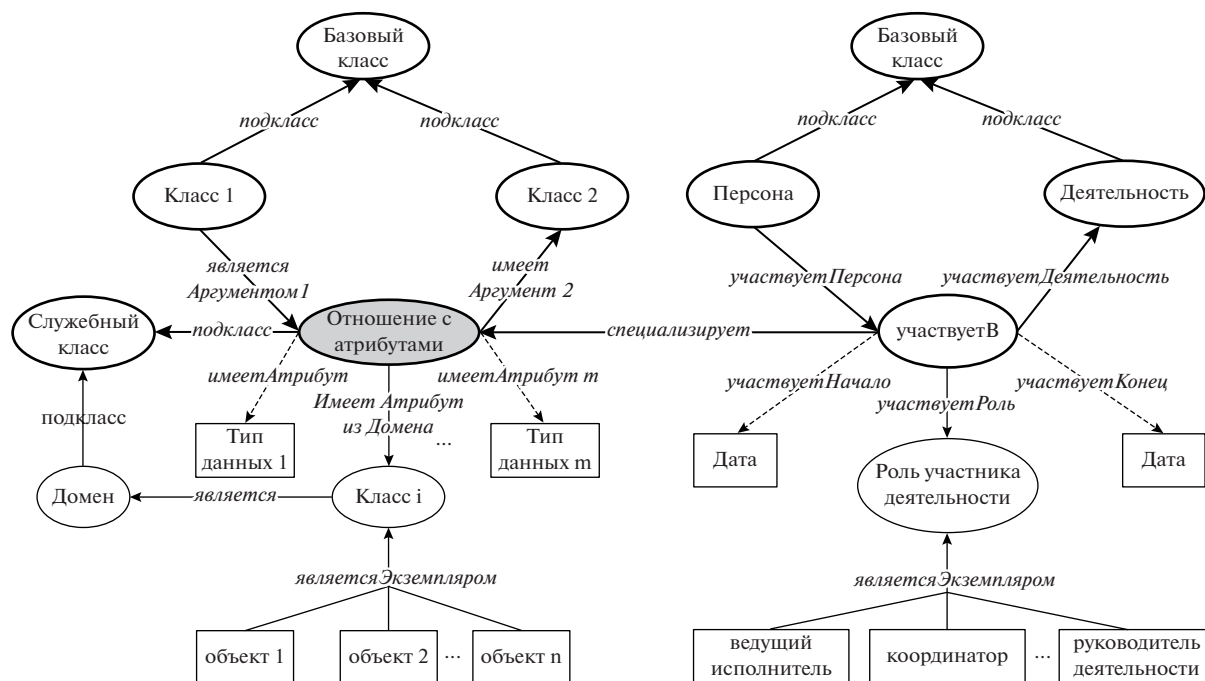 Базовый
класс
Базовый
класс
подкласс
подкласс
подкласс
подкласс
Класс 1
Класс 2
Персона
Деятельность
является
Аргументом1
имеет
Аргумент 2
участвуетПерсона
участвуетДеятельность
Служебный
класс
подкласс
Отношение с
атрибутами
специализирует
участвуетВ
имеетАтрибут
имеетАтрибут m
участвуетНачало
участвуетКонец
Имеет Атрибут
из Домена
участвуетРоль
подкласс
Тип
данных 1
...
Тип
данных m
Дата
Дата
Домен
является
Класс i
Роль участника
деятельности
являетсяЭкземпляром
являетсяЭкземпляром
объект 1
объект 2
...
объект n
ведущий
исполнитель
координатор
...
руководитель
деятельности